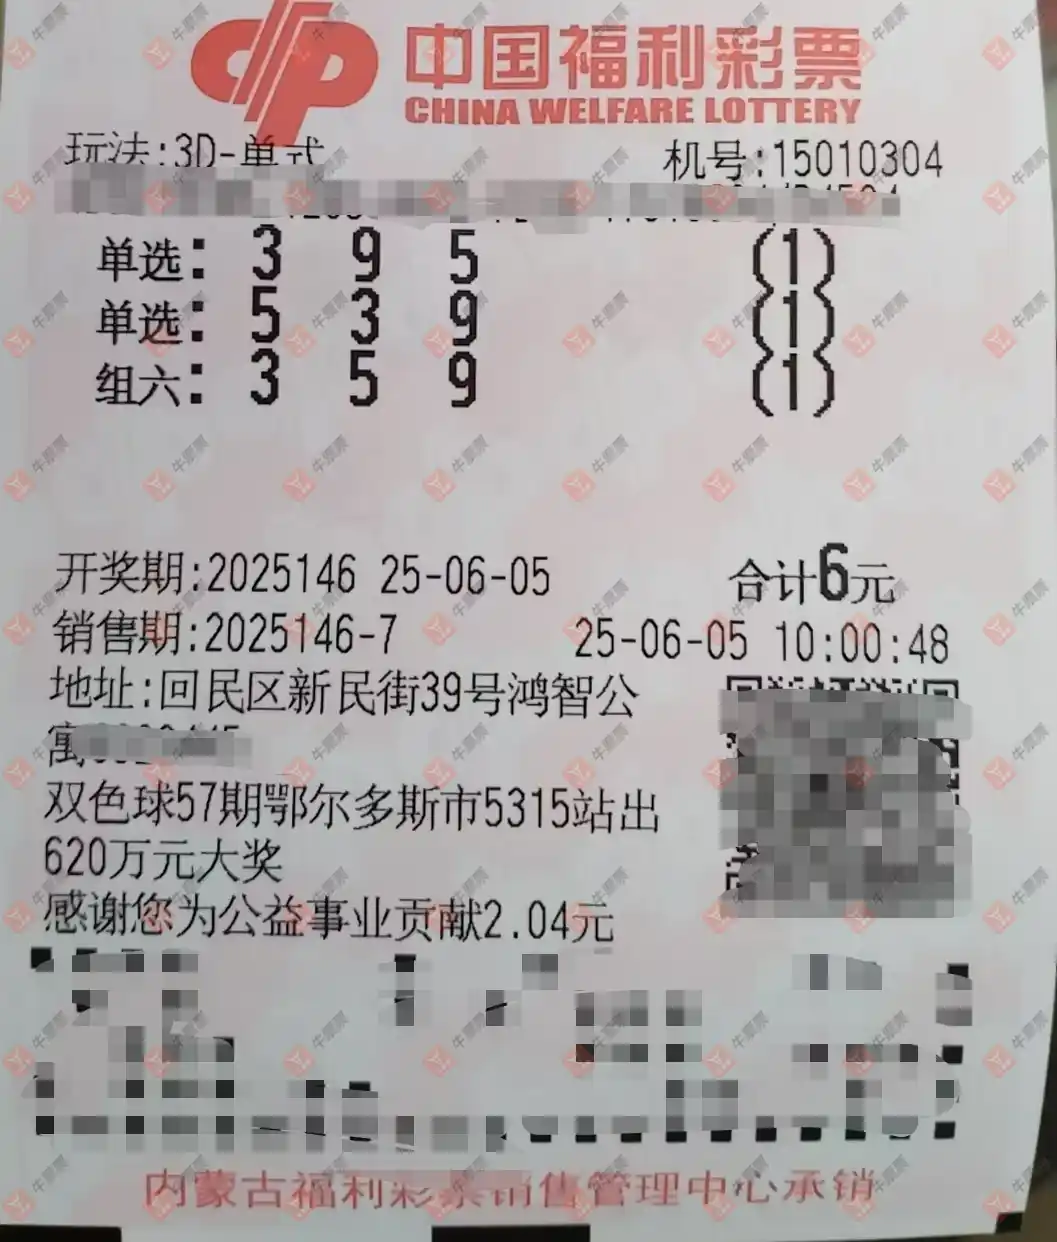 中国福利彩票
CHINA WELFARE LOTTERY
玩法:3D-单式 机号:15010304
单选: 3 9 5 (1)
单选: 5 3 9 (1)
组六: 3 5 9 (1)
开奖期:2025146 25-06-05 合计6元
销售期:2025146-7 25-06-05 10:00:48
地址:回民区新民街39号鸿智公
寓
双色球57期鄂尔多斯市5315站出
620万元大奖
感谢您为公益事业贡献2.04元
内蒙古福利彩票销售管理中心承销
牛彩票